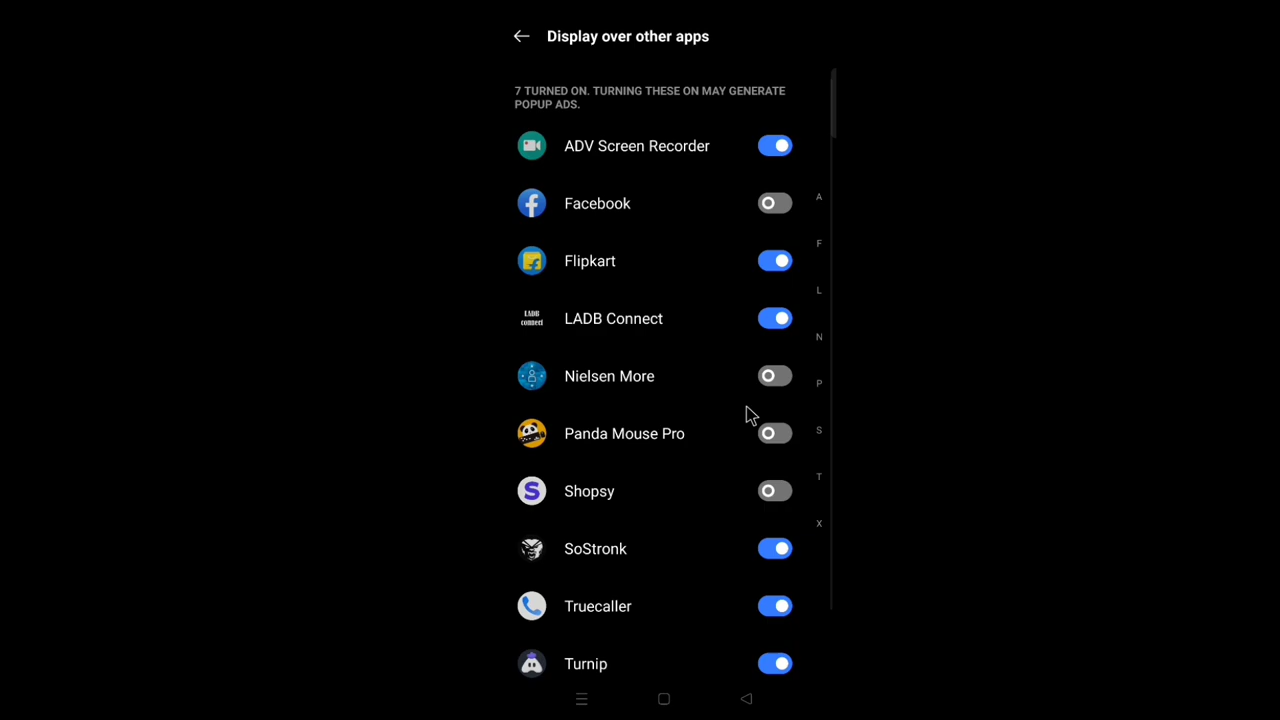 Display over other apps
7 TURNED ON. TURNING THESE ON MAY GENERATE
POPUP ADS.
ADV Screen Recorder
Facebook
A
Flipkart
F
LADB connect
LADB Connect
L
N
Nielsen More
P
Panda Mouse Pro
S
Shopsy
T
X
SoStronk
Truecaller
Turnip